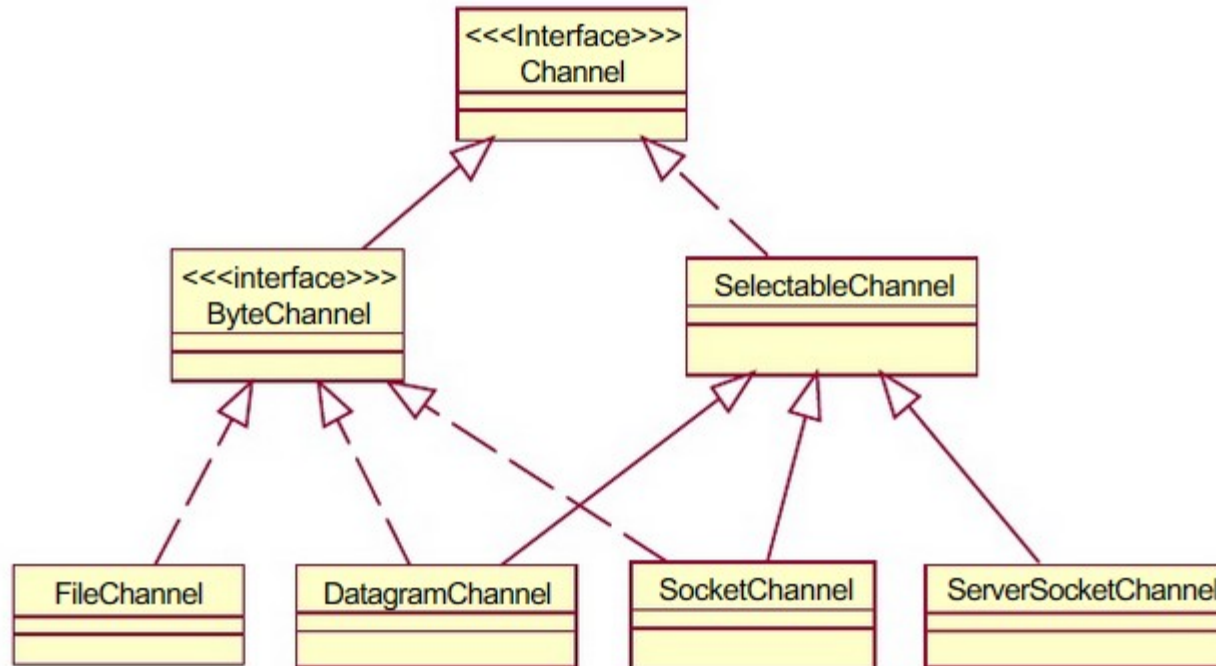 <<<Interface>>>
Channel
<<<interface>>>
ByteChannel
SelectableChannel
FileChannel
DatagramChannel
SocketChannel
ServerSocketChannel